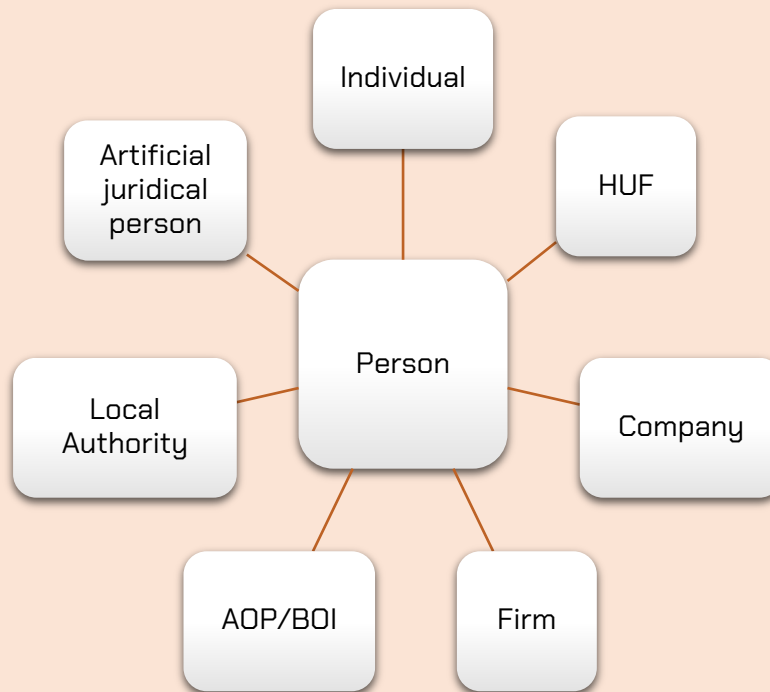 Individual
Artificial
juridical
person
HUF
Person
Local
Authority
Company
AOP/BOI
Firm